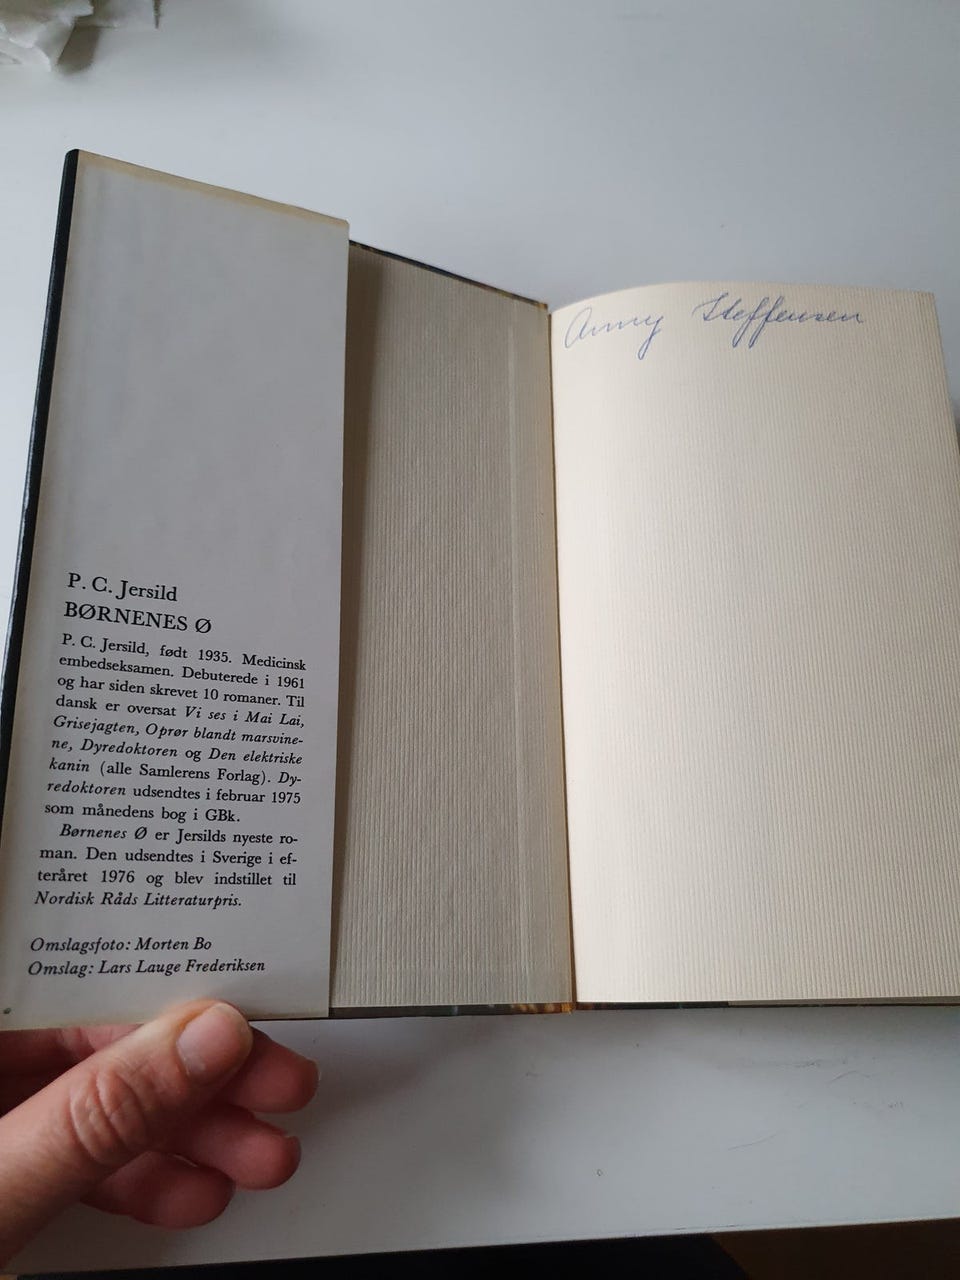 P. C. Jersild
BØRNENES Ø
P. C. Jersild, født 1935. Medicinsk
embedseksamen. Debuterede i 1961
og har siden skrevet 10 romaner. Til
dansk er oversat Vi ses i Mai Lai,
Grisejagten, Oprør blandt marsvine-
ne, Dyredoktoren og Den elektriske
kanin (alle Samlerens Forlag). Dy-
redoktoren udsendtes i februar 1975
som månedens bog i GBk.
Børnenes Ø er Jersilds nyeste ro-
man. Den udsendtes i Sverige i ef-
teråret 1976 og blev indstillet til
Nordisk Råds Litteraturpris.
Omslagsfoto: Morten Bo
Omslag: Lars Lauge Frederiksen
Anny Steffensen